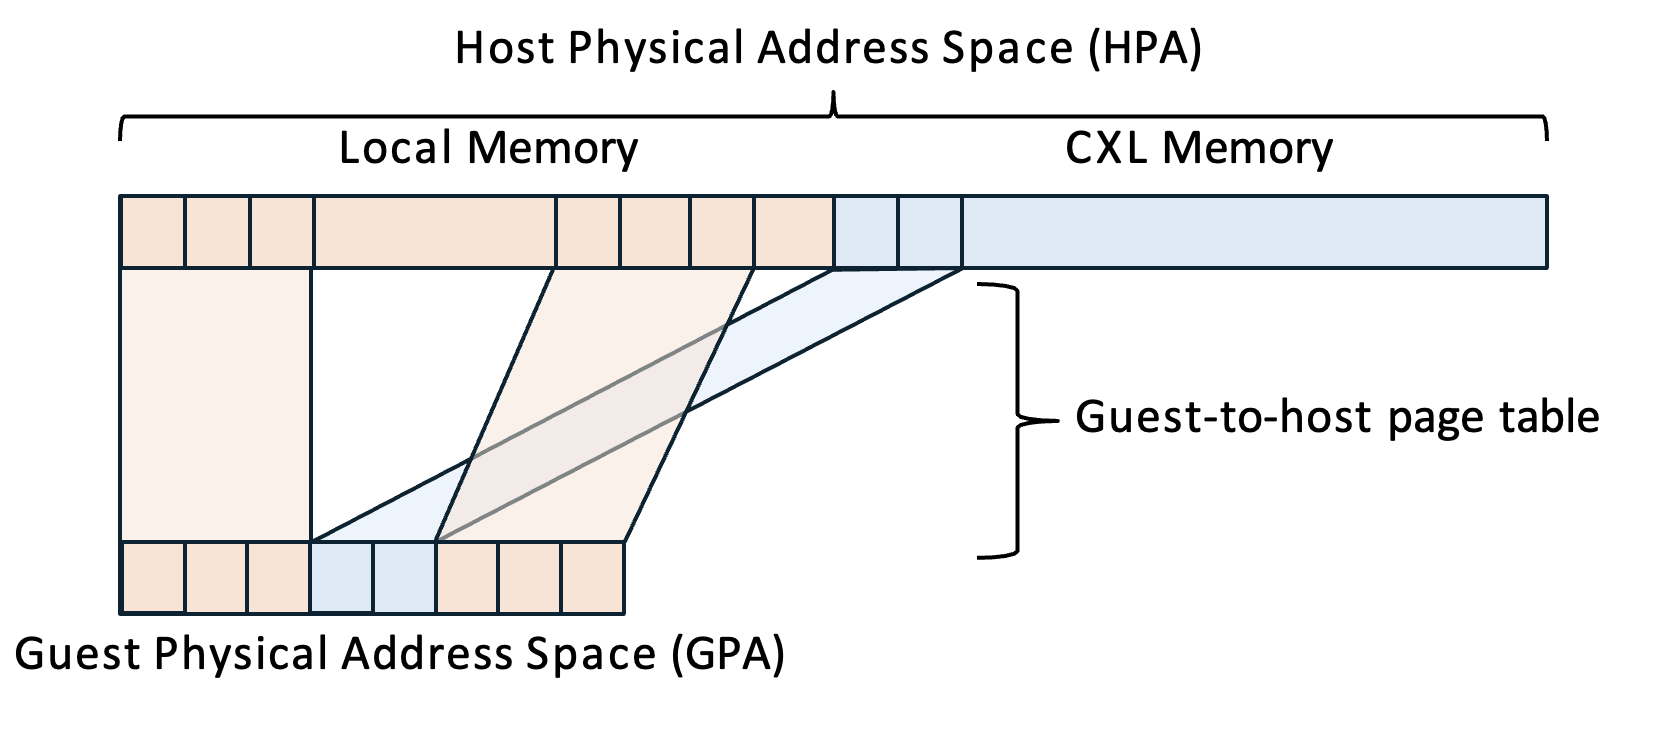 Host Physical Address Space (HPA)
Local Memory
CXL Memory
Guest-to-host page table
Guest Physical Address Space (GPA)